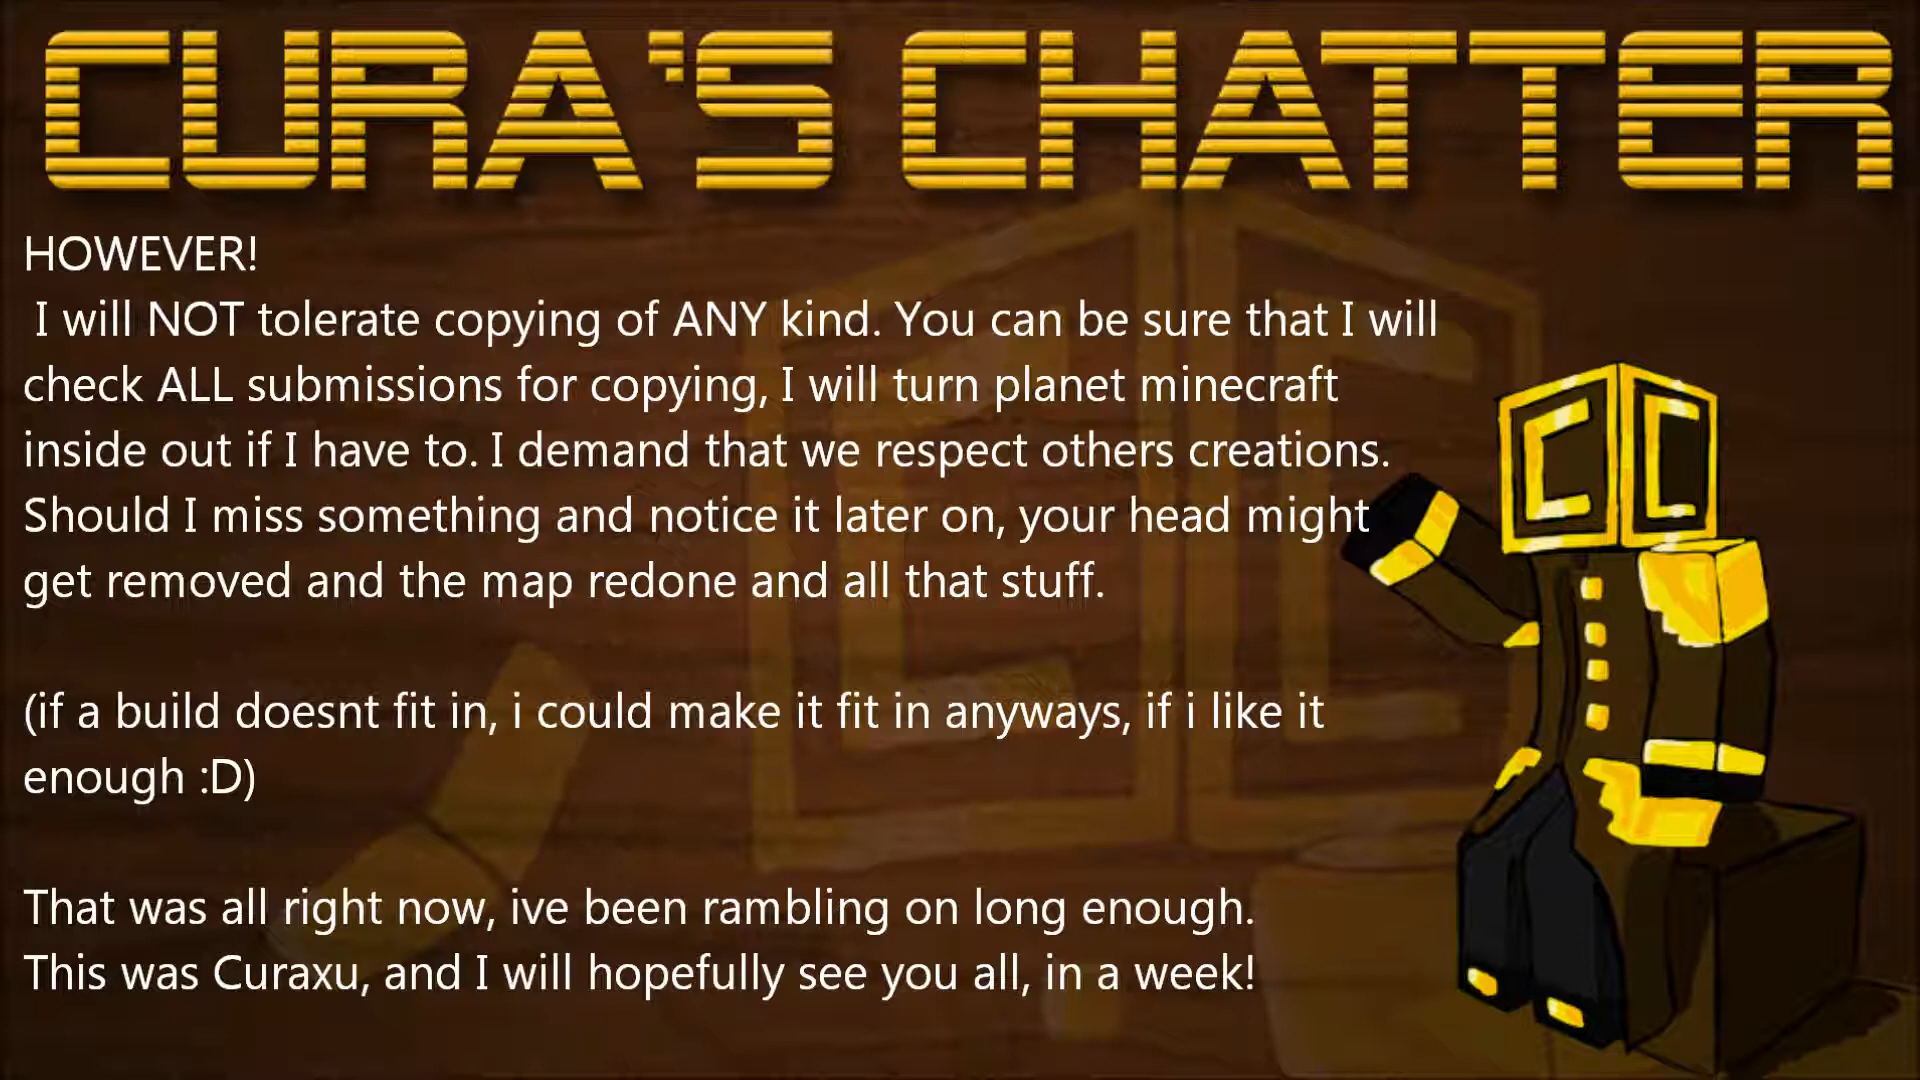 CURA'S CHATTER
HOWEVER!
I will NOT tolerate copying of ANY kind. You can be sure that I will
check ALL submissions for copying, I will turn planet minecraft
inside out if I have to. I demand that we respect others creations.
Should I miss something and notice it later on, your head might
get removed and the map redone and all that stuff.
(if a build doesnt fit in, i could make it fit in anyways, if i like it
enough :D)
That was all right now, ive been rambling on long enough.
This was Curaxu, and I will hopefully see you all, in a week!